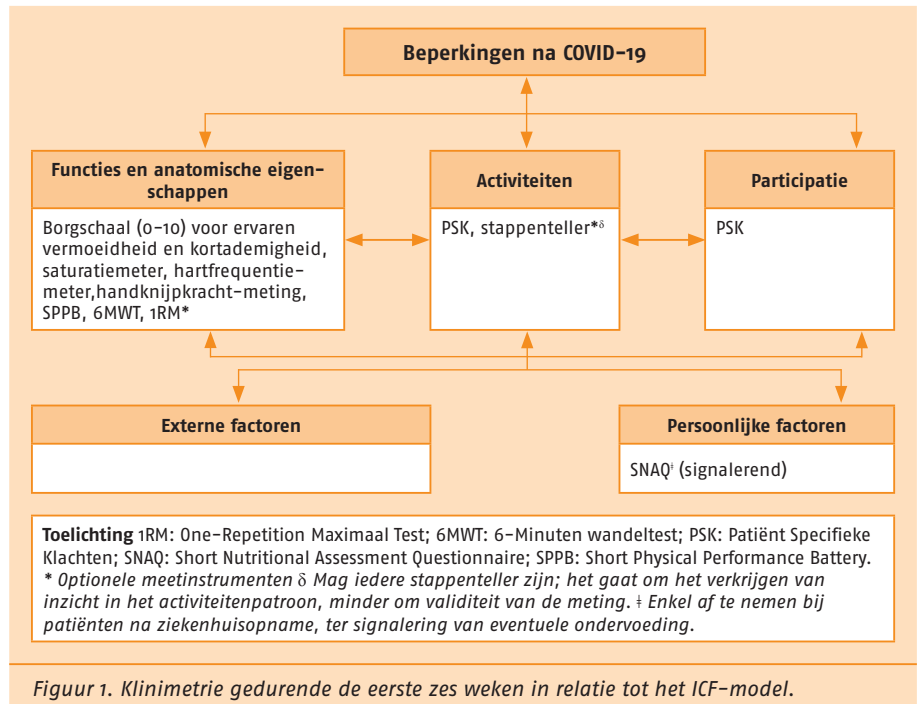 Beperkingen na COVID-19
Functies en anatomische eigen-
schappen
Borgschaal (0-10) voor ervaren
vermoeidheid en kortademigheid,
saturatiemeter, hartfrequentie-
meter,handknijpkracht-meting,
SPPB, 6MWT, 1RM*
Activiteiten
PSK, stappenteller*δ
Participatie
PSK
Externe factoren
Persoonlijke factoren
SNAQ‡ (signalerend)
Toelichting 1RM: One-Repetition Maximaal Test; 6MWT: 6-Minuten wandeltest; PSK: Patiënt Specifieke
Klachten; SNAQ: Short Nutritional Assessment Questionnaire; SPPB: Short Physical Performance Battery.
* Optionele meetinstrumenten δ Mag iedere stappenteller zijn; het gaat om het verkrijgen van
inzicht in het activiteitenpatroon, minder om validiteit van de meting. ‡ Enkel af te nemen bij
patiënten na ziekenhuisopname, ter signalering van eventuele ondervoeding.
Figuur 1. Klinimetrie gedurende de eerste zes weken in relatie tot het ICF-model.